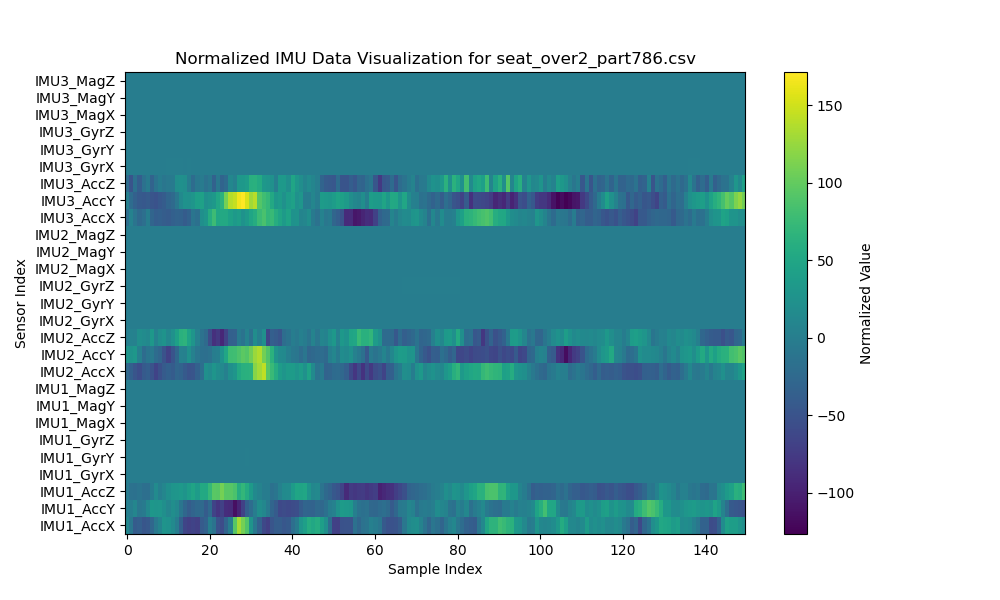 Normalized IMU Data Visualization for seat_over2_part786.csv
IMU3_MagZ
IMU3_MagY
IMU3_MagX
IMU3_GyrZ
IMU3_GyrY
IMU3_GyrX
IMU3_AccZ
IMU3_AccY
IMU3_AccX
IMU2_MagZ
IMU2_MagY
IMU2_MagX
IMU2_GyrZ
IMU2_GyrY
IMU2_GyrX
IMU2_AccZ
IMU2_AccY
IMU2_AccX
IMU1_MagZ
IMU1_MagY
IMU1_MagX
IMU1_GyrZ
IMU1_GyrY
IMU1_GyrX
IMU1_AccZ
IMU1_AccY
IMU1_AccX
Sensor Index
0 20 40 60 80 100 120 140
Sample Index
150
100
50
0
−50
−100
Normalized Value